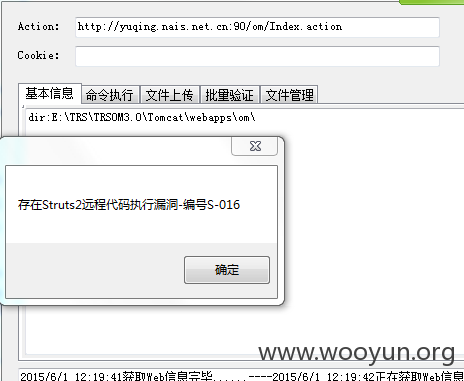 Action: http://yuqing.nais.net.cn:90/om/Index.action
Cookie:
基本信息 命令执行 文件上传 批量验证 文件管理
dir:E:\TRS\TRSOM3.0\Tomcat\webapps\om\
存在Struts2远程代码执行漏洞-编号S-016
确定
www.wooyun.org
2015/6/1 12:19:41获取Web信息完毕......----2015/6/1 12:19:42正在获取Web信息